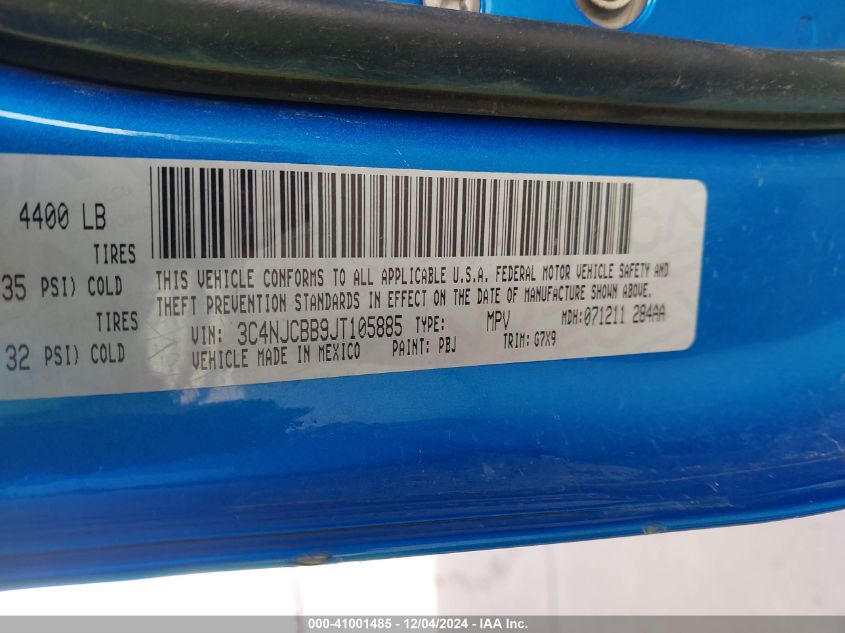 4400 LB
TIRES
35 PSI) COLD
THIS VEHICLE CONFORMS TO ALL APPLICABLE U.S.A. FEDERAL MOTOR VEHICLE SAFETY AND
THEFT PREVENTION STANDARDS IN EFFECT ON THE DATE OF MANUFACTURE SHOWN ABOVE.
TIRES
VIN: 3C4NJCBB9JT105885 TYPE: MPV MDH:071211 284AA
32 PSI) COLD
VEHICLE MADE IN MEXICO PAINT: PBJ TRIM: G7X9
000-41001485 - 12/04/2024 - IAA Inc.